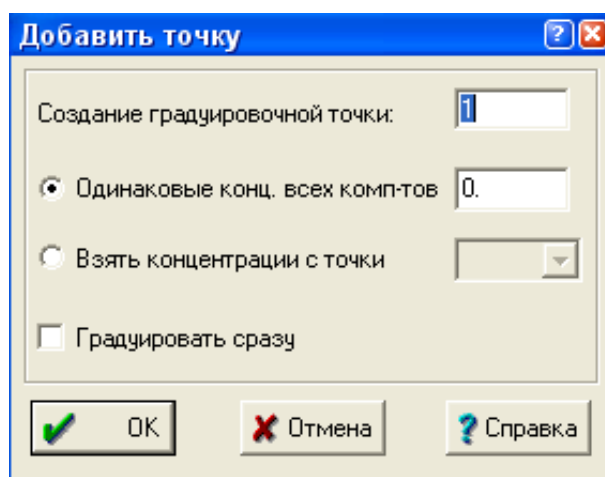 Добавить точку
Создание градуировочной точки: 1
Одинаковые конц. всех комп-тов 0.
Взять концентрации с точки
Градуировать сразу
OK Отмена ? Справка